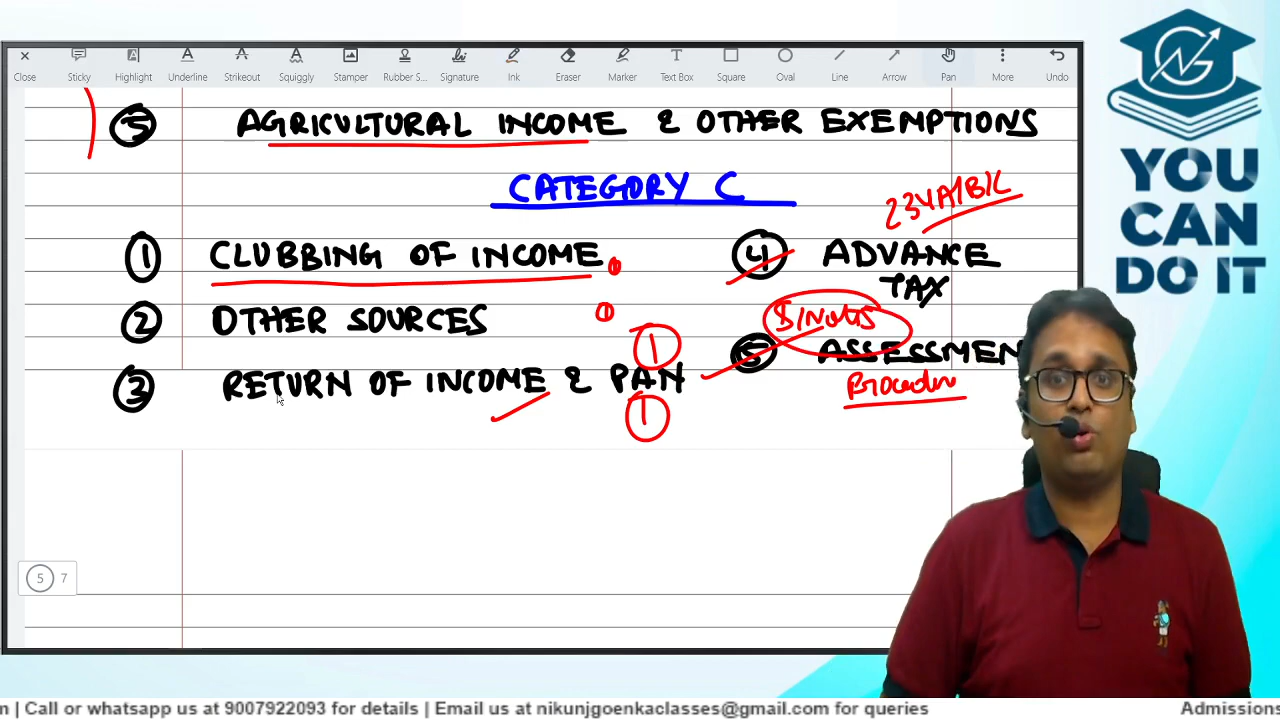 Close Sticky Highlight Underline Strikeout Squiggly Stamper Rubber S... Signature Ink Eraser Marker Text Box Square Oval Line Arrow Pan More Undo
5 AGRICULTURAL INCOME & OTHER EXEMPTIONS
CATEGORY C
234A/B/C
1 CLUBBING OF INCOME
4 ADVANCE TAX
2 OTHER SOURCES
1
5 ASSESSMEN
3 RETURN OF INCOME & PAN
1
5 7
YOU
CAN
DO IT
n | Call or whatsapp us at 9007922093 for details | Email us at nikunjgoenkaclasses@gmail.com for queries
Admissions